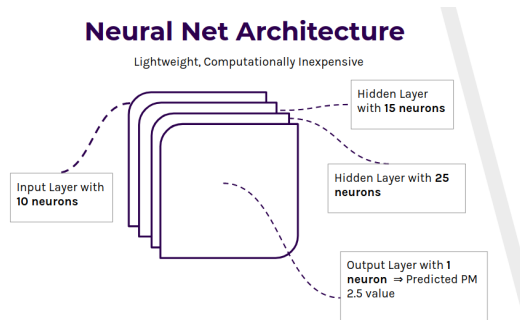 Neural Net Architecture
Lightweight, Computationally Inexpensive
Hidden Layer
with 15 neurons
Input Layer with
10 neurons
Hidden Layer with 25
neurons
Output Layer with 1
neuron ⇒ Predicted PM
2.5 value